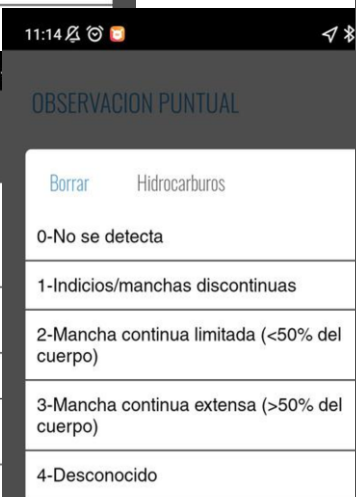 11:14
OBSERVACION PUNTUAL
Borrar Hidrocarburos
0-No se detecta
1-Indicios/manchas discontinuas
2-Mancha continua limitada (<50% del
cuerpo)
3-Mancha continua extensa (>50% del
cuerpo)
4-Desconocido